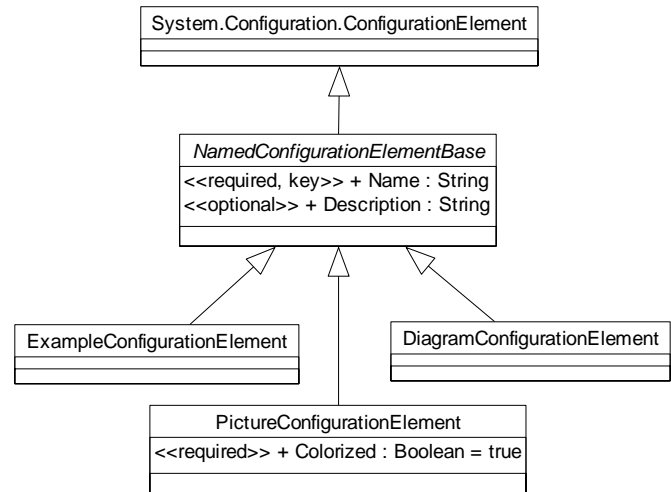 System.Configuration.ConfigurationElement
NamedConfigurationElementBase
<<required, key>> + Name : String
<<optional>> + Description : String
ExampleConfigurationElement
DiagramConfigurationElement
PictureConfigurationElement
<<required>> + Colorized : Boolean = true